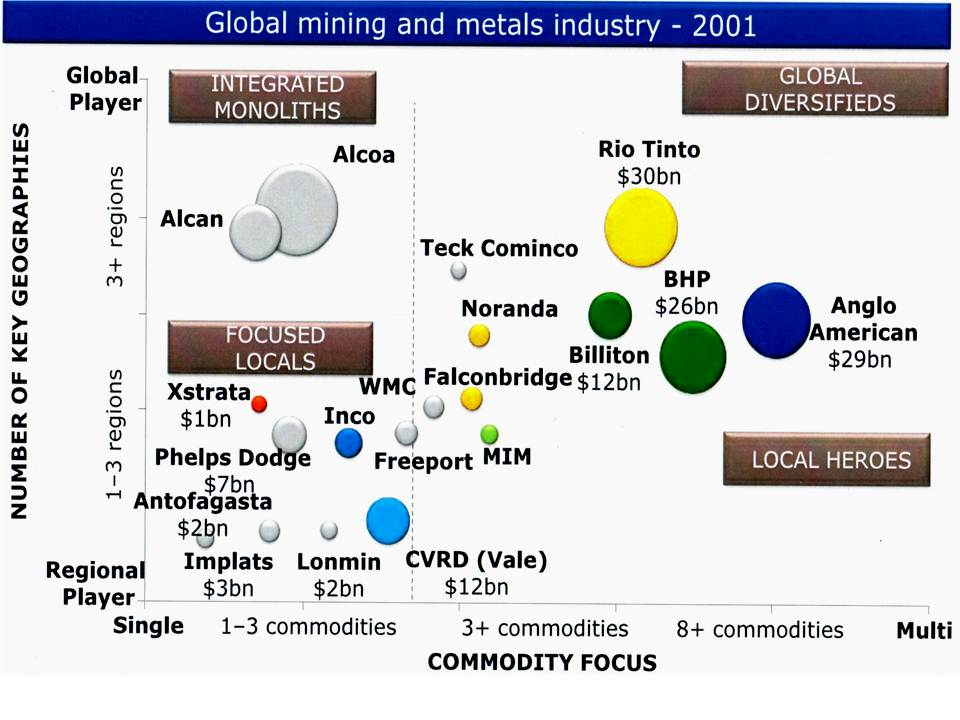 Global mining and metals industry - 2001
Global
Player
INTEGRATED
MONOLITHS
GLOBAL
DIVERSIFIEDS
Alcoa
Rio Tinto
$30bn
Alcan
Teck Cominco
BHP
$26bn
Noranda
Anglo
American
$29bn
FOCUSED
LOCALS
Billiton
$12bn
Xstrata
$1bn
WMC
Falconbridge
Inco
Phelps Dodge
$7bn
Freeport
MIM
LOCAL HEROES
Antofagasta
$2bn
Implats
$3bn
Lonmin
$2bn
CVRD (Vale)
$12bn
Regional
Player
NUMBER OF KEY GEOGRAPHIES
3+ regions
1–3 regions
Single
1–3 commodities
3+ commodities
8+ commodities
Multi
COMMODITY FOCUS